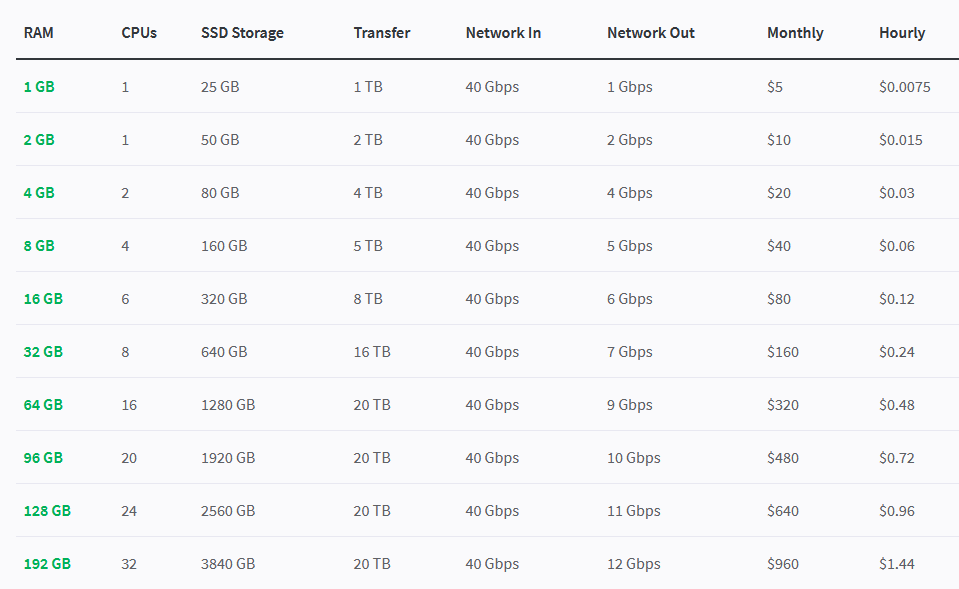 RAM CPUs SSD Storage Transfer Network In Network Out Monthly Hourly
1 GB 1 25 GB 1 TB 40 Gbps 1 Gbps $5 $0.0075
2 GB 1 50 GB 2 TB 40 Gbps 2 Gbps $10 $0.015
4 GB 2 80 GB 4 TB 40 Gbps 4 Gbps $20 $0.03
8 GB 4 160 GB 5 TB 40 Gbps 5 Gbps $40 $0.06
16 GB 6 320 GB 8 TB 40 Gbps 6 Gbps $80 $0.12
32 GB 8 640 GB 16 TB 40 Gbps 7 Gbps $160 $0.24
64 GB 16 1280 GB 20 TB 40 Gbps 9 Gbps $320 $0.48
96 GB 20 1920 GB 20 TB 40 Gbps 10 Gbps $480 $0.72
128 GB 24 2560 GB 20 TB 40 Gbps 11 Gbps $640 $0.96
192 GB 32 3840 GB 20 TB 40 Gbps 12 Gbps $960 $1.44